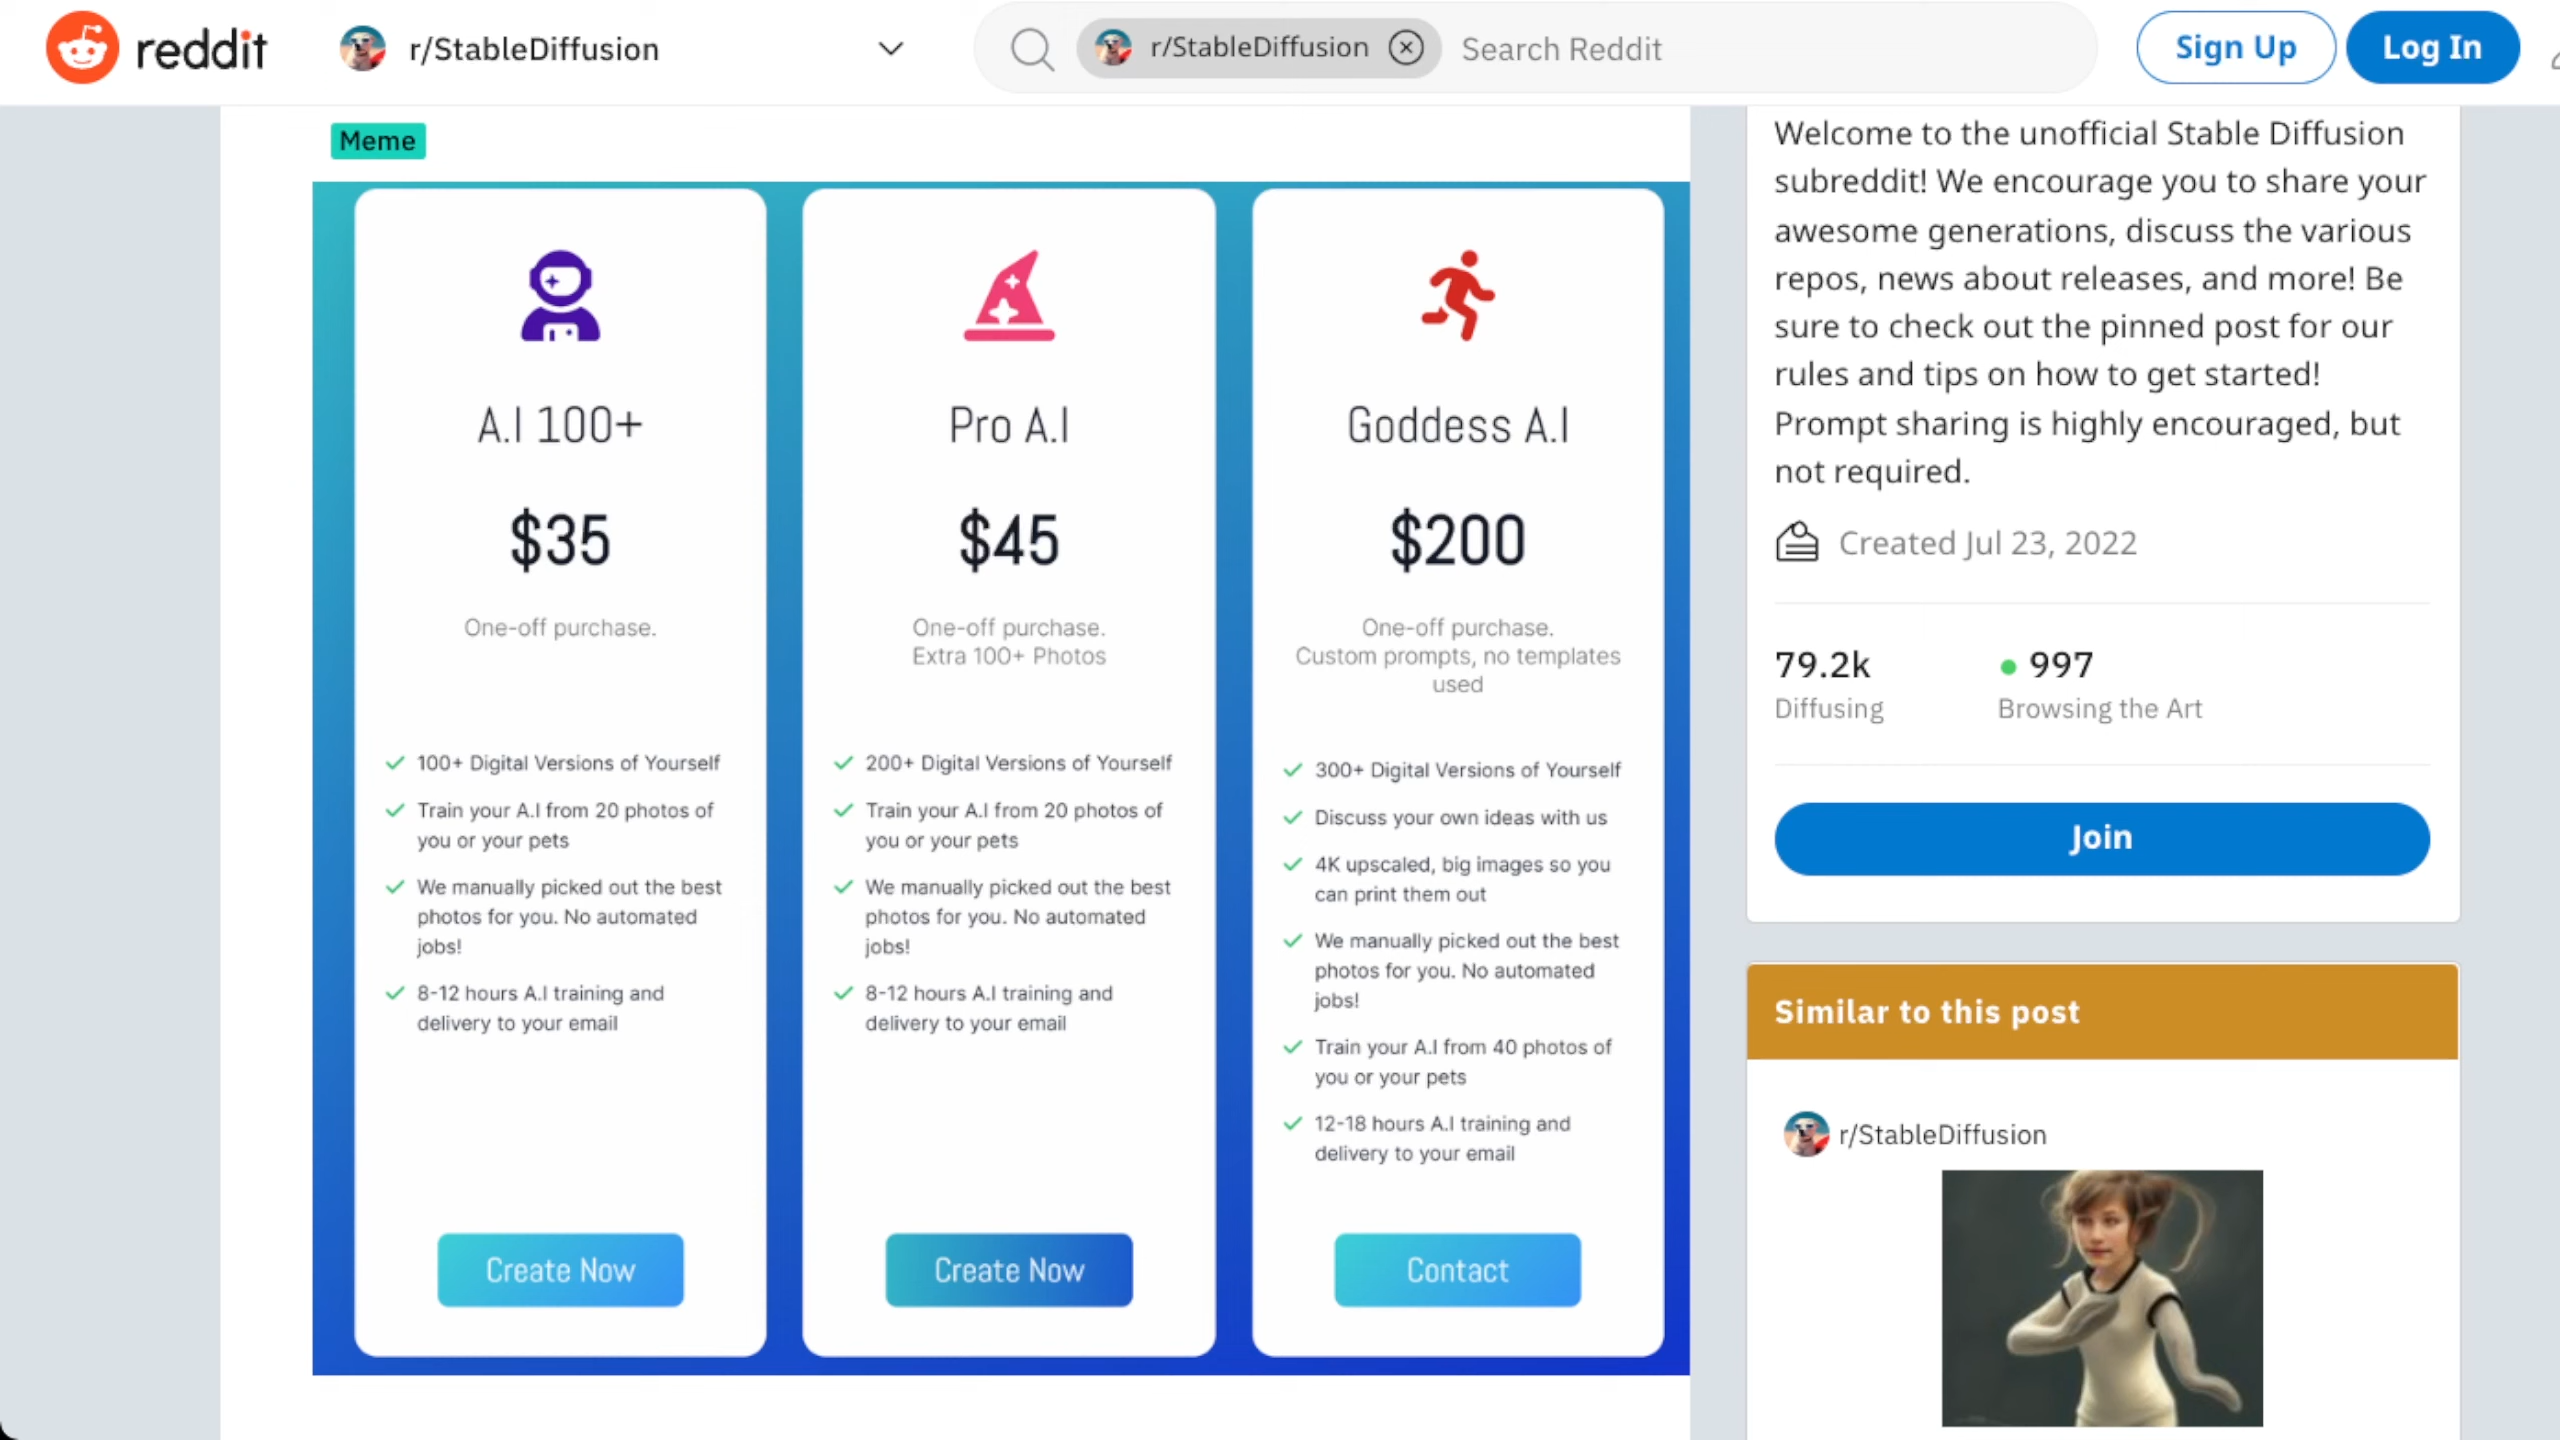 reddit
r/StableDiffusion
r/StableDiffusion
Search Reddit
Sign Up
Log In
Meme
A.I 100+
$35
One-off purchase.
100+ Digital Versions of Yourself
Train your A.I from 20 photos of
you or your pets
We manually picked out the best
photos for you. No automated
jobs!
8-12 hours A.I training and
delivery to your email
Create Now
Pro A.I
$45
One-off purchase.
Extra 100+ Photos
200+ Digital Versions of Yourself
Train your A.I from 20 photos of
you or your pets
We manually picked out the best
photos for you. No automated
jobs!
8-12 hours A.I training and
delivery to your email
Create Now
Goddess A.I
$200
One-off purchase.
Custom prompts, no templates
used
300+ Digital Versions of Yourself
Discuss your own ideas with us
4K upscaled, big images so you
can print them out
We manually picked out the best
photos for you. No automated
jobs!
Train your A.I from 40 photos of
you or your pets
12-18 hours A.I training and
delivery to your email
Contact
Welcome to the unofficial Stable Diffusion
subreddit! We encourage you to share your
awesome generations, discuss the various
repos, news about releases, and more! Be
sure to check out the pinned post for our
rules and tips on how to get started!
Prompt sharing is highly encouraged, but
not required.
Created Jul 23, 2022
79.2k
Diffusing
997
Browsing the Art
Join
Similar to this post
r/StableDiffusion